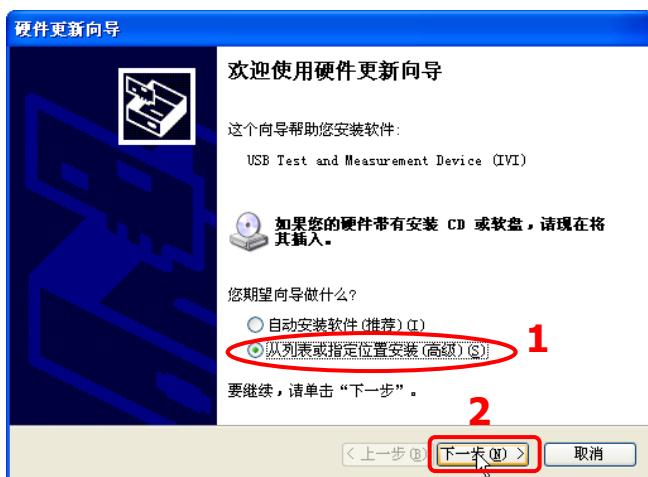 硬件更新向导
欢迎使用硬件更新向导
这个向导帮助您安装软件:
USB Test and Measurement Device (IVI)
如果您的硬件带有安装 CD 或软盘，请现在将
其插入。
您期望向导做什么?
自动安装软件(推荐)(I)
从列表或指定位置安装(高级)(S)
1
要继续，请单击“下一步”。
2
< 上一步(B) 下一步(N) > 取消